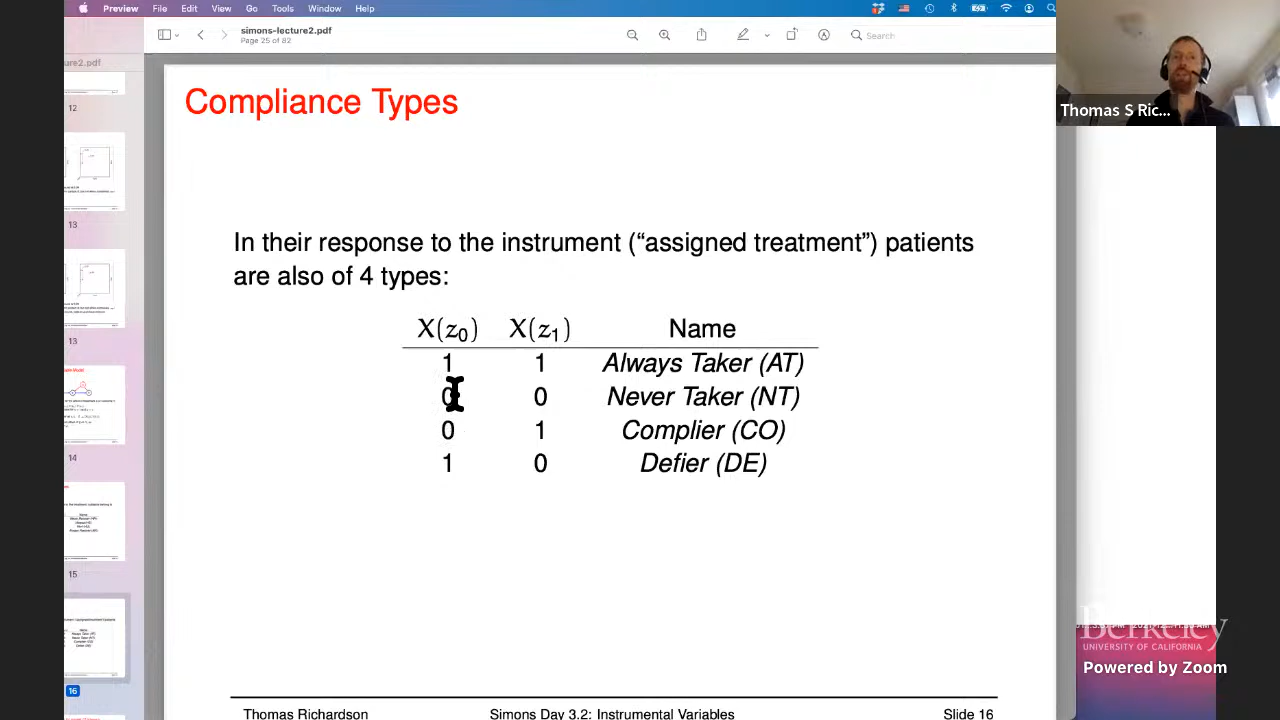 Preview File Edit View Go Tools Window Help
simons-lecture2.pdf
Page 25 of 82
Search
ure2.pdf
12
13
13
14
15
16
Compliance Types
In their response to the instrument (“assigned treatment”) patients
are also of 4 types:
X(z0) X(z1) Name
1 1 Always Taker (AT)
0 0 Never Taker (NT)
0 1 Complier (CO)
1 0 Defier (DE)
Thomas Richardson Simons Day 3.2: Instrumental Variables Slide 16
Thomas S Ric...
Berkeley
UNIVERSITY OF CALIFORNIA
Powered by Zoom